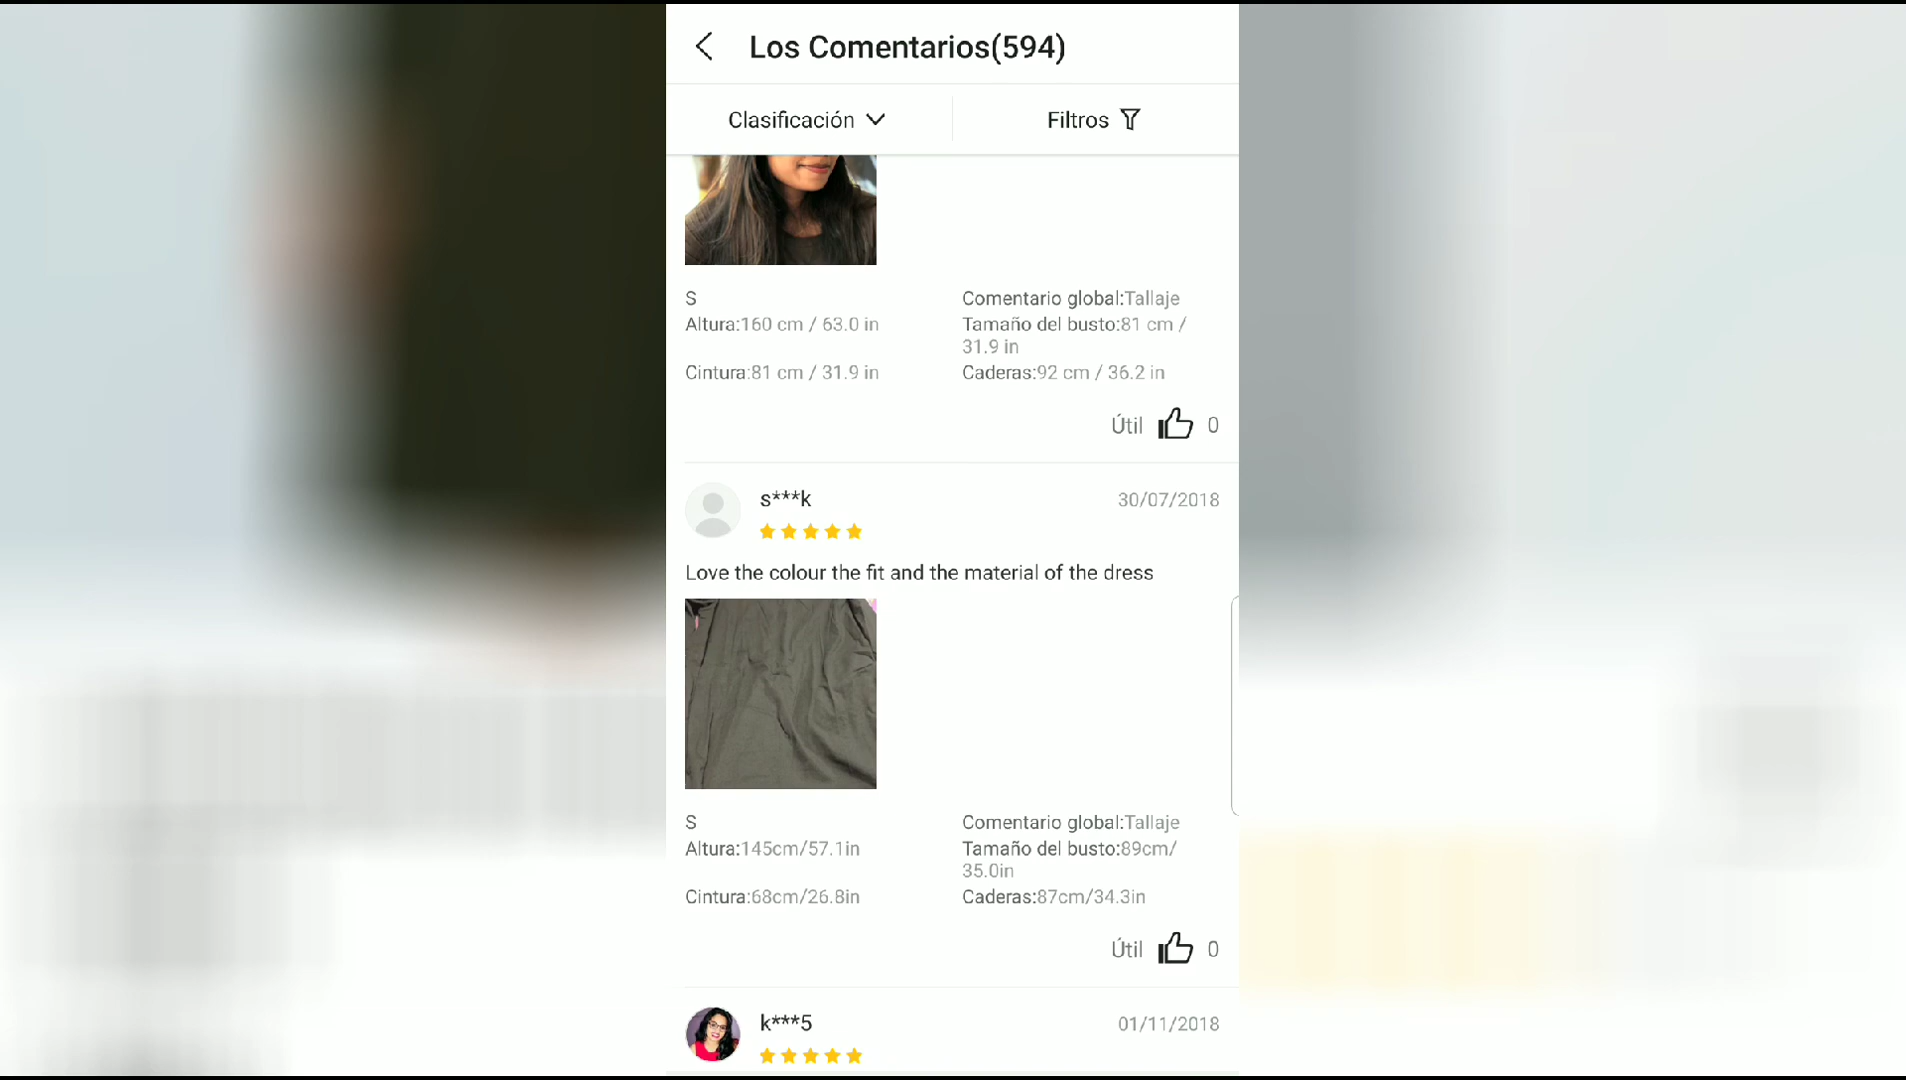 Los Comentarios(594)
Clasificación
Filtros
S
Comentario global:Tallaje
Altura:160 cm / 63.0 in
Tamaño del busto:81 cm /
31.9 in
Cintura:81 cm / 31.9 in
Caderas:92 cm / 36.2 in
Útil 0
s***k
30/07/2018
Love the colour the fit and the material of the dress
S
Comentario global:Tallaje
Altura:145cm/57.1in
Tamaño del busto:89cm/
35.0in
Cintura:68cm/26.8in
Caderas:87cm/34.3in
Útil 0
k***5
01/11/2018